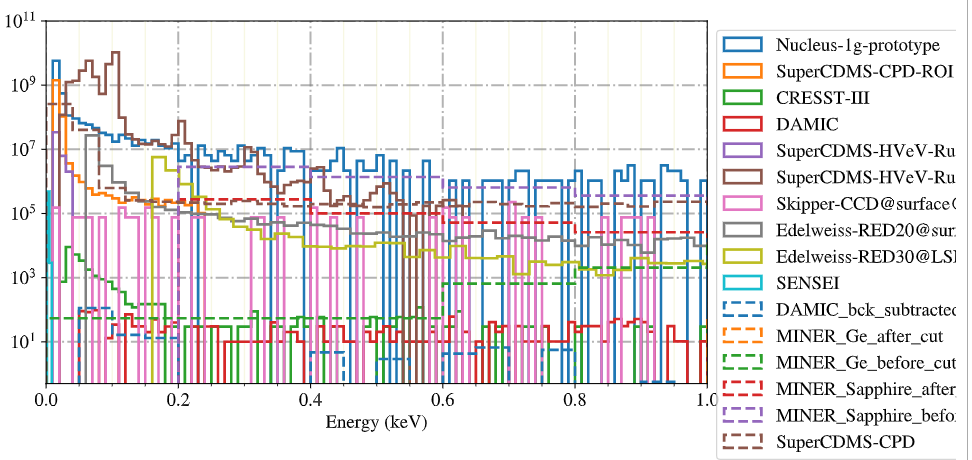 10^11
10^9
10^7
10^5
10^3
10^1
0.0 0.2 0.4 0.6 0.8 1.0
Energy (keV)
Nucleus-1g-prototype
SuperCDMS-CPD-ROI
CRESST-III
DAMIC
SuperCDMS-HVeV-Ru
SuperCDMS-HVeV-Ru
Skipper-CCD@surface
Edelweiss-RED20@sur
Edelweiss-RED30@LS
SENSEI
DAMIC_bck_subtracted
MINER_Ge_after_cut
MINER_Ge_before_cut
MINER_Sapphire_after
MINER_Sapphire_befo
SuperCDMS-CPD